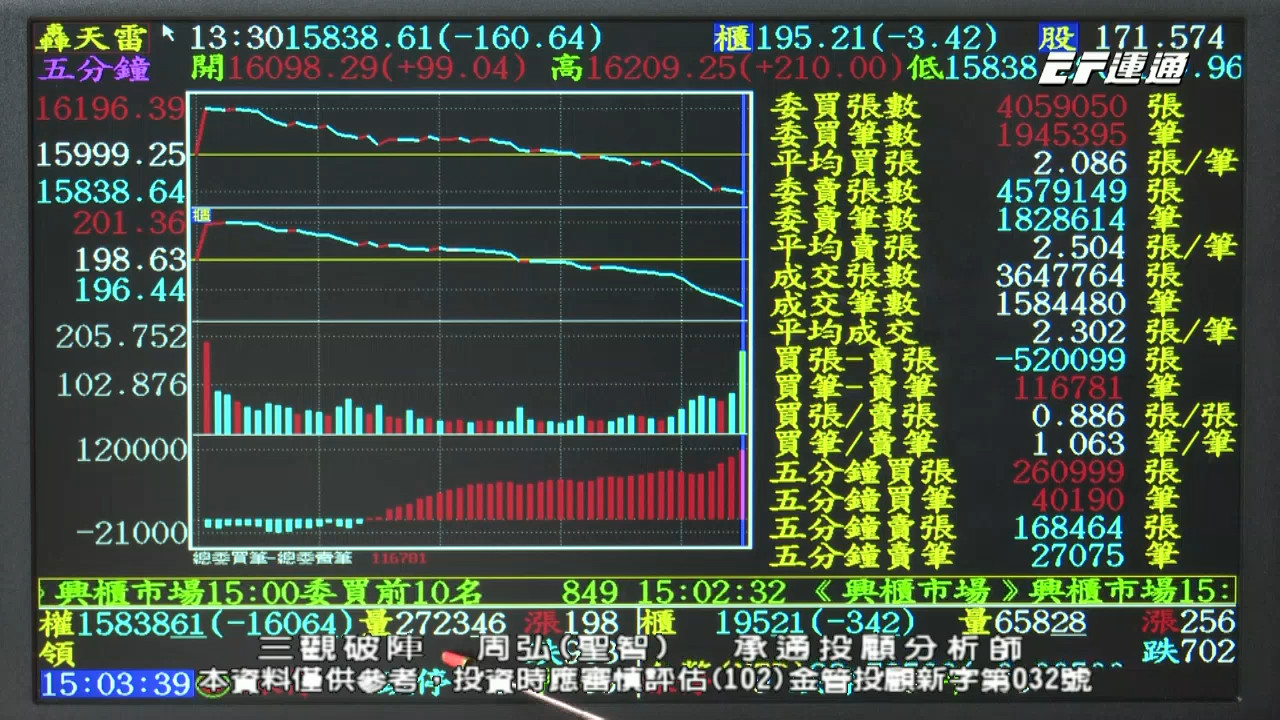 轟天雷 13:30 15838.61(-160.64) 櫃 195.21(-3.42) 股 171.574
五分鐘 開16098.29(+99.04) 高16209.25(+210.00) 低15838 .96
EF運通
16196.39
15999.25
15838.64
201.36
櫃
198.63
196.44
205.752
102.876
120000
-21000
總委買筆-總委賣筆 116781
委買張數 4059050 張
委買筆數 1945395 筆
平均買張 2.086 張/筆
委賣張數 4579149 張
委賣筆數 1828614 筆
平均賣張 2.504 張/筆
成交張數 3647764 張
成交筆數 1584480 筆
平均成交 2.302 張/筆
買張-賣張 -520099 張
買筆-賣筆 116781 筆
買張/賣張 0.886 張/張
買筆/賣筆 1.063 筆/筆
五分鐘買張 260999 張
五分鐘買筆 40190 筆
五分鐘賣張 168464 張
五分鐘賣筆 27075 筆
興櫃市場15:00委買前10名 849 15:02:32 《興櫃市場》興櫃市場15:
權1583861(-16064)量272346 漲198 櫃 19521(-342) 量65828 漲256
領 跌702
三觀破陣 周弘(聖智) 承通投顧分析師
15:03:39
本資料僅供參考，投資時應審慎評估(102)金管投顧新字第032號